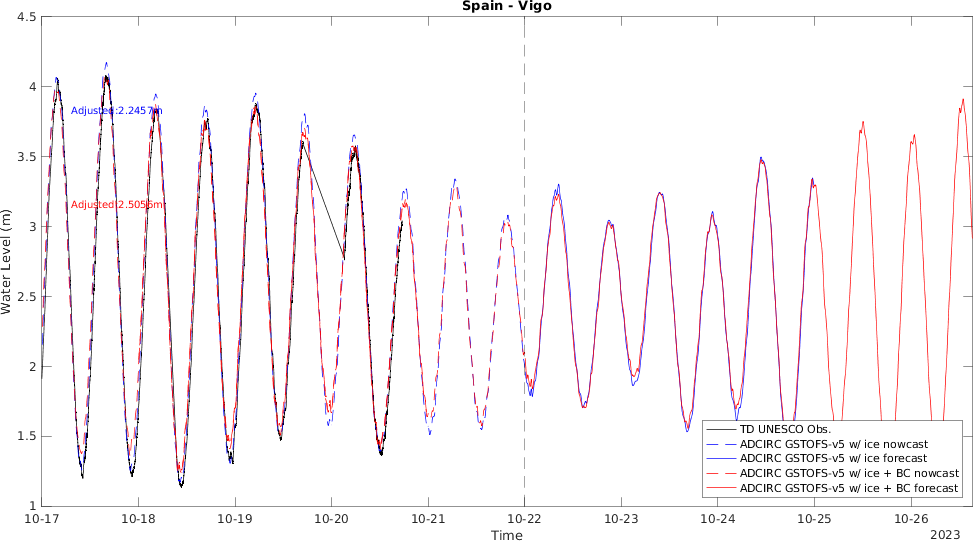 Spain - Vigo
4.5
4
3.5
3
2.5
2
1.5
1
Water Level (m)
Adjusted:2.2457m
Adjusted:2.5056m
TD UNESCO Obs.
ADCIRC GSTOFS-v5 w/ ice nowcast
ADCIRC GSTOFS-v5 w/ ice forecast
ADCIRC GSTOFS-v5 w/ ice + BC nowcast
ADCIRC GSTOFS-v5 w/ ice + BC forecast
10-17 10-18 10-19 10-20 10-21 10-22 10-23 10-24 10-25 10-26
Time
2023